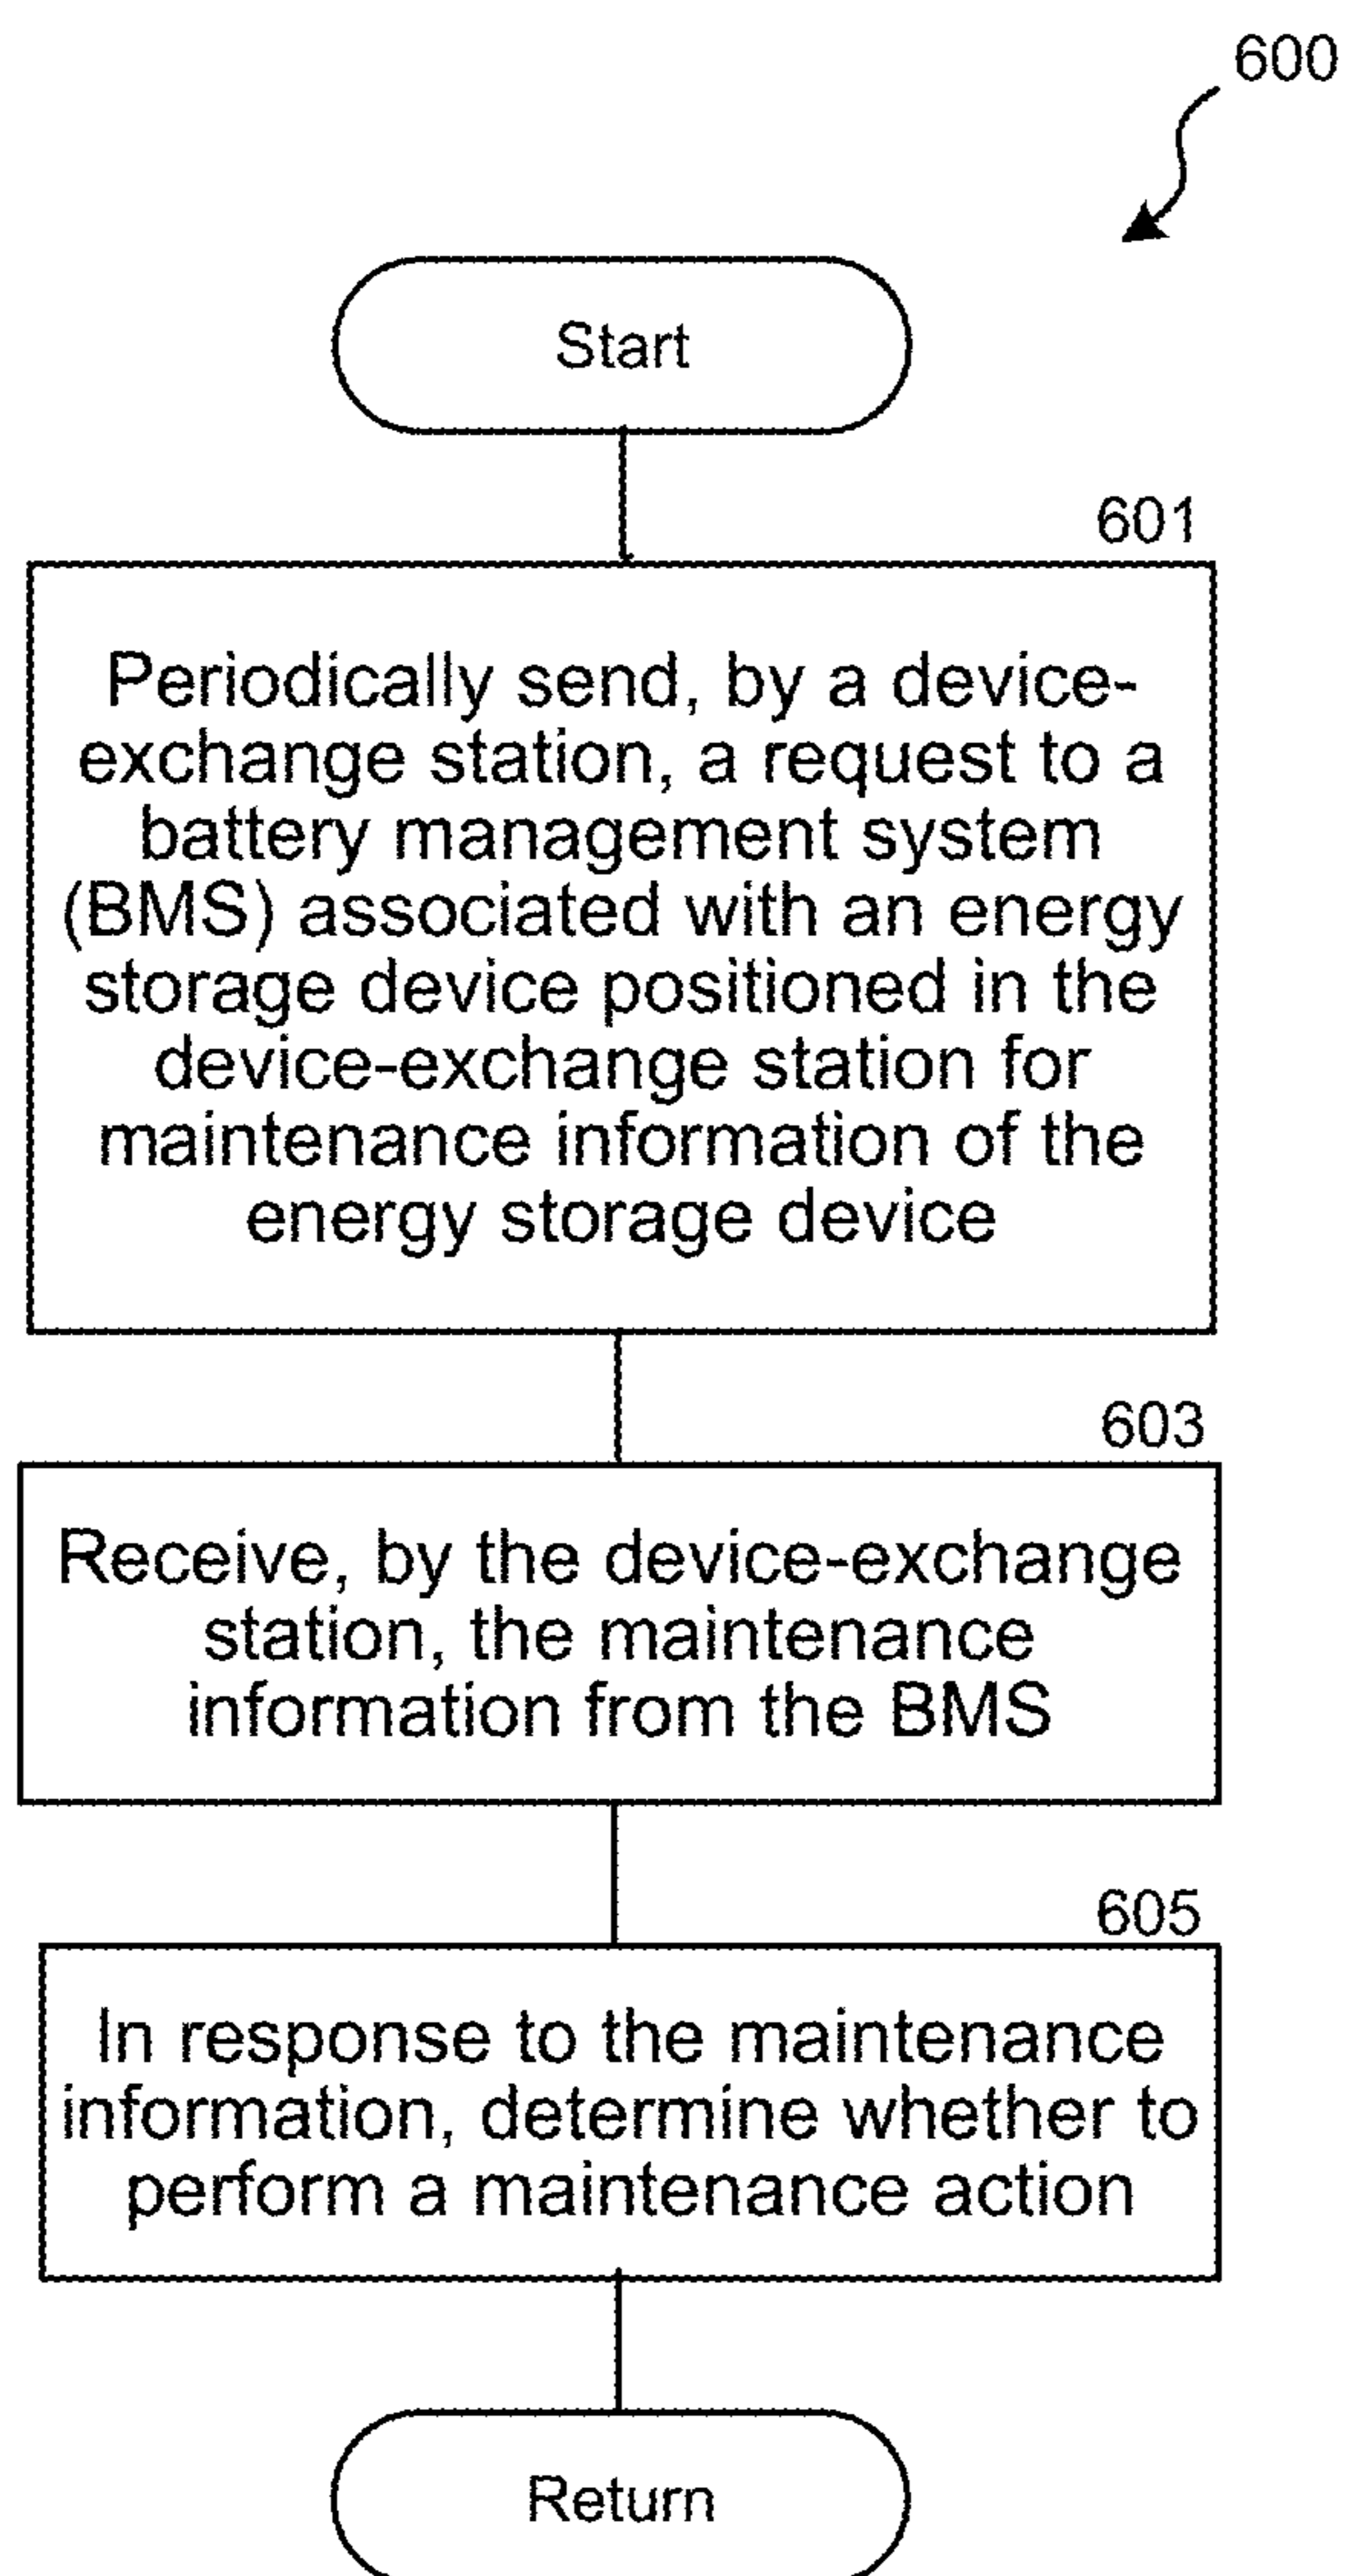 600
Start
601
Periodically send, by a device-
exchange station, a request to a
battery management system
(BMS) associated with an energy
storage device positioned in the
device-exchange station for
maintenance information of the
energy storage device
603
Receive, by the device-exchange
station, the maintenance
information from the BMS
605
In response to the maintenance
information, determine whether to
perform a maintenance action
Return